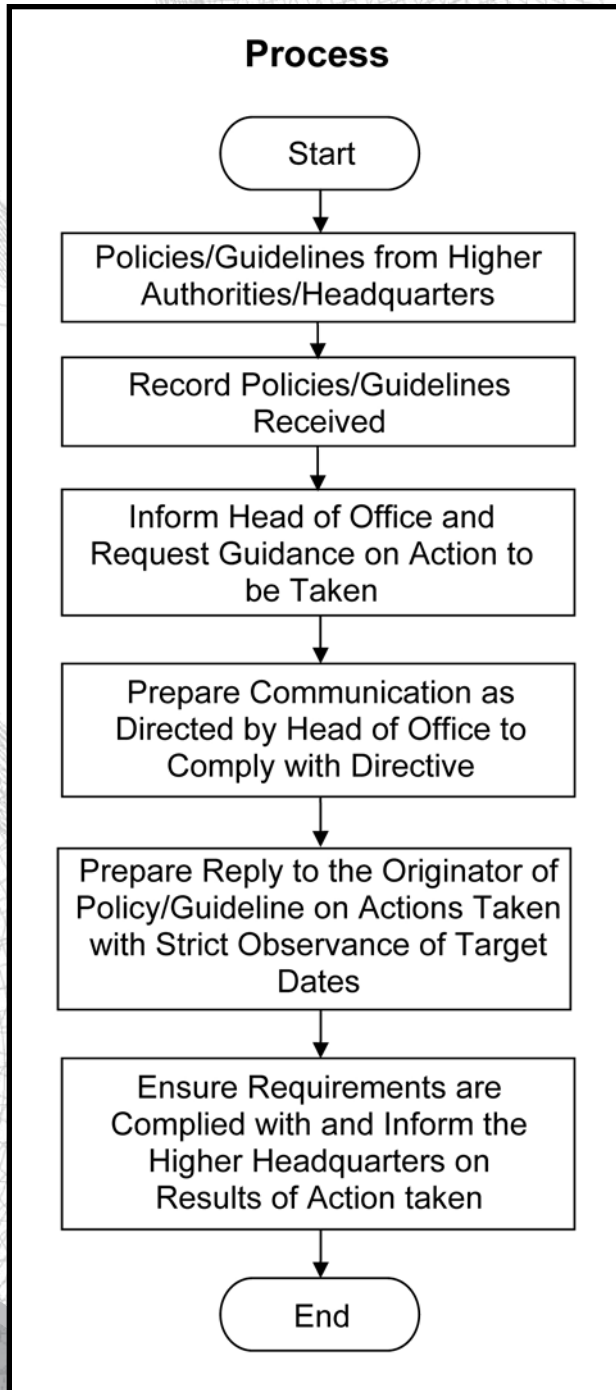 Process
Start
Policies/Guidelines from Higher
Authorities/Headquarters
Record Policies/Guidelines
Received
Inform Head of Office and
Request Guidance on Action to
be Taken
Prepare Communication as
Directed by Head of Office to
Comply with Directive
Prepare Reply to the Originator of
Policy/Guideline on Actions Taken
with Strict Observance of Target
Dates
Ensure Requirements are
Complied with and Inform the
Higher Headquarters on
Results of Action taken
End